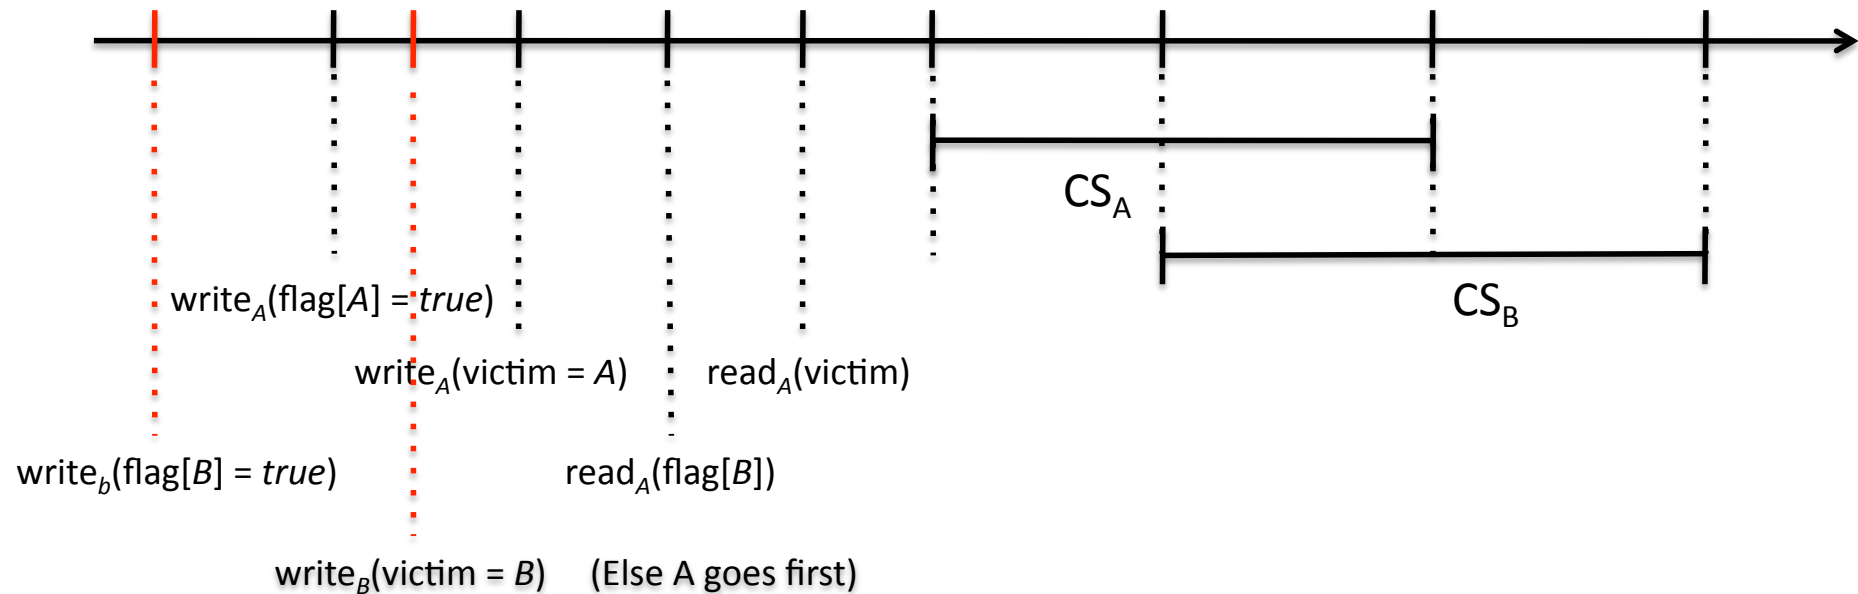 CS_A
write_A(flag[A] = true)
CS_B
write_A(victim = A) read_A(victim)
write_b(flag[B] = true) read_A(flag[B])
write_B(victim = B) (Else A goes first)